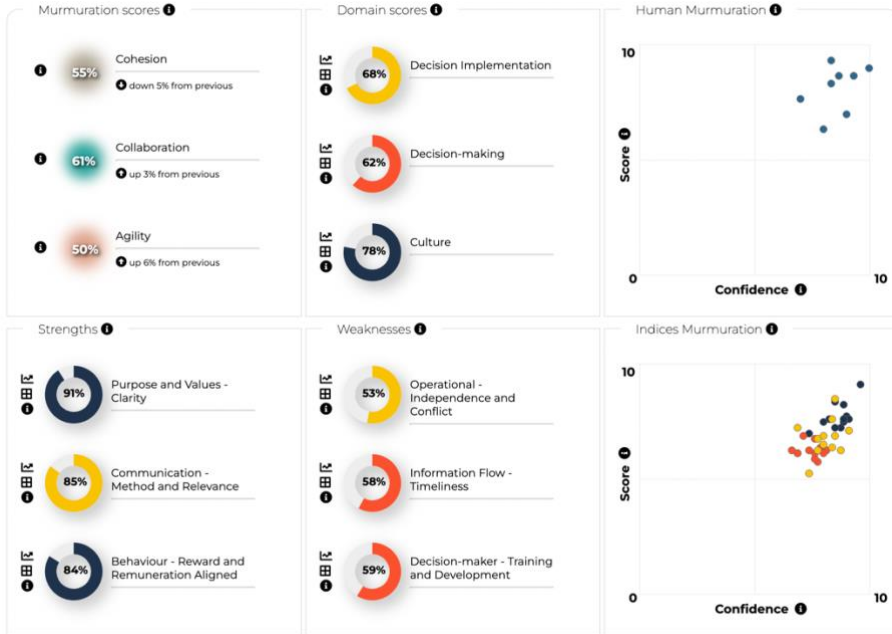 Murmuration scores
55%
Cohesion
down 5% from previous
61%
Collaboration
up 3% from previous
50%
Agility
up 6% from previous
Domain scores
68%
Decision Implementation
62%
Decision-making
78%
Culture
Human Murmuration
10
Score
0
10
Confidence
Strengths
91%
Purpose and Values -
Clarity
85%
Communication -
Method and Relevance
84%
Behaviour - Reward and
Remuneration Aligned
Weaknesses
53%
Operational -
Independence and
Conflict
58%
Information Flow -
Timeliness
59%
Decision-maker - Training
and Development
Indices Murmuration
10
Score
0
10
Confidence